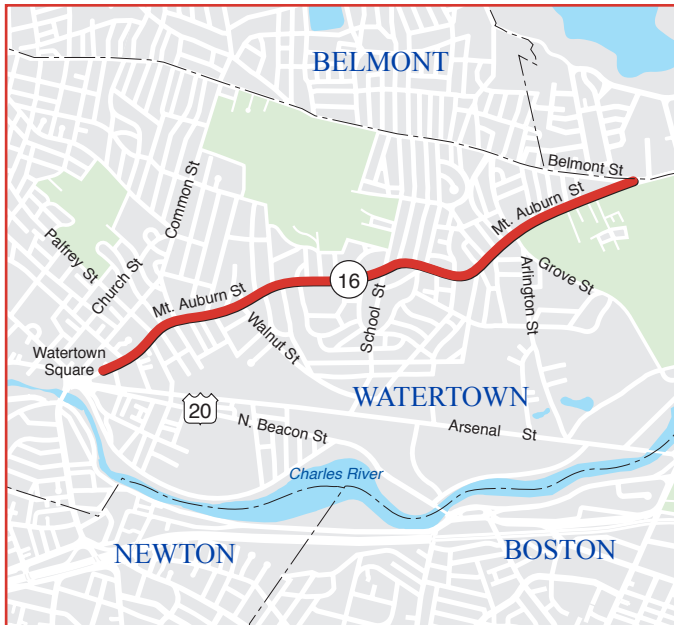 BELMONT
Belmont St
Mt. Auburn St
Common St
Palfrey St
Church St
Grove St
Arlington St
16
Mt. Auburn St
School St
Walnut St
Watertown
Square
WATERTOWN
20
N. Beacon St
Arsenal St
Charles River
NEWTON
BOSTON